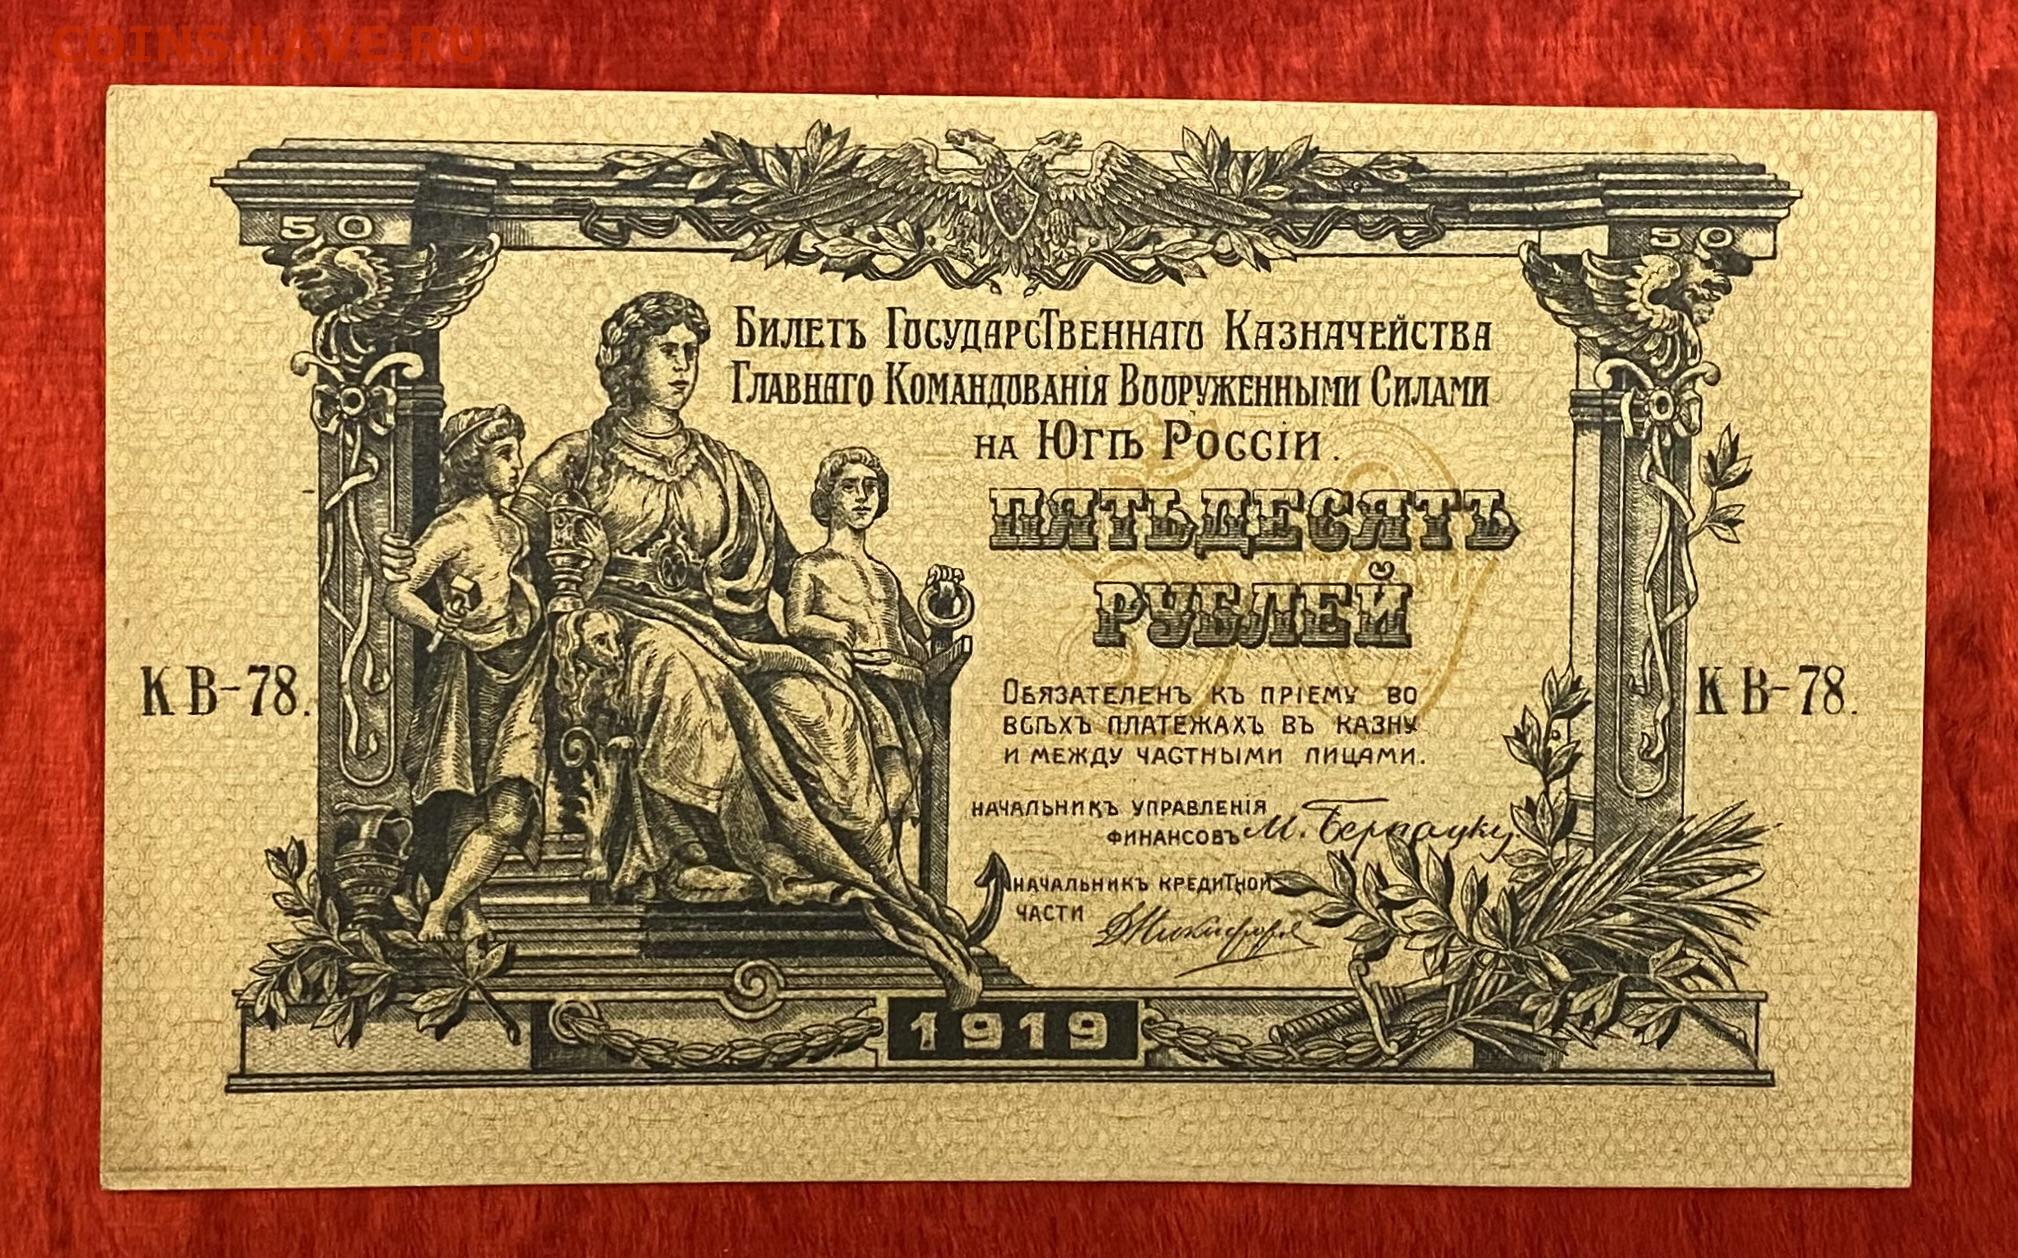 COINS.LAVE.RU
50
50
Билетъ Государственнаго Казначейства
Главнаго Командованія Вооруженными Силами
на Югѣ Россіи.
50
ПЯТЬДЕСЯТЪ
РУБЛЕЙ
КВ-78.
КВ-78.
Обязателенъ къ пріему во
всѣхъ платежахъ въ казну
и между частными лицами.
Начальникъ управленія
финансовъ М.
Начальникъ кредитной
части
1919